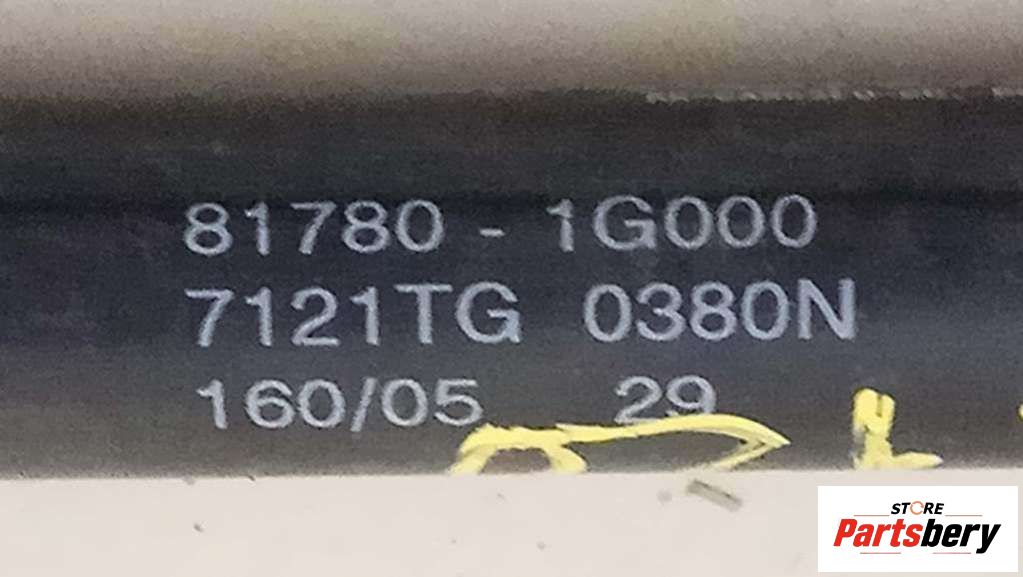 81780 - 1G000
7121TG 0380N
160/05 29
STORE
Partsbery